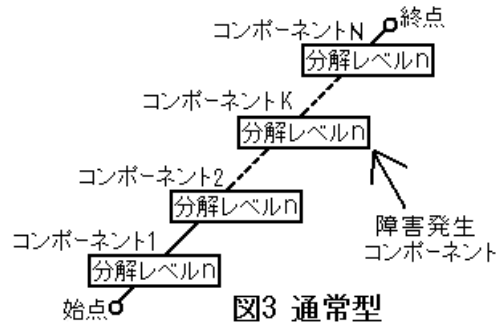 コンポーネントN
終点
分解レベルn
コンポーネントK
分解レベルn
コンポーネント2
分解レベルn
障害発生
コンポーネント
コンポーネント1
分解レベルn
始点
図3 通常型